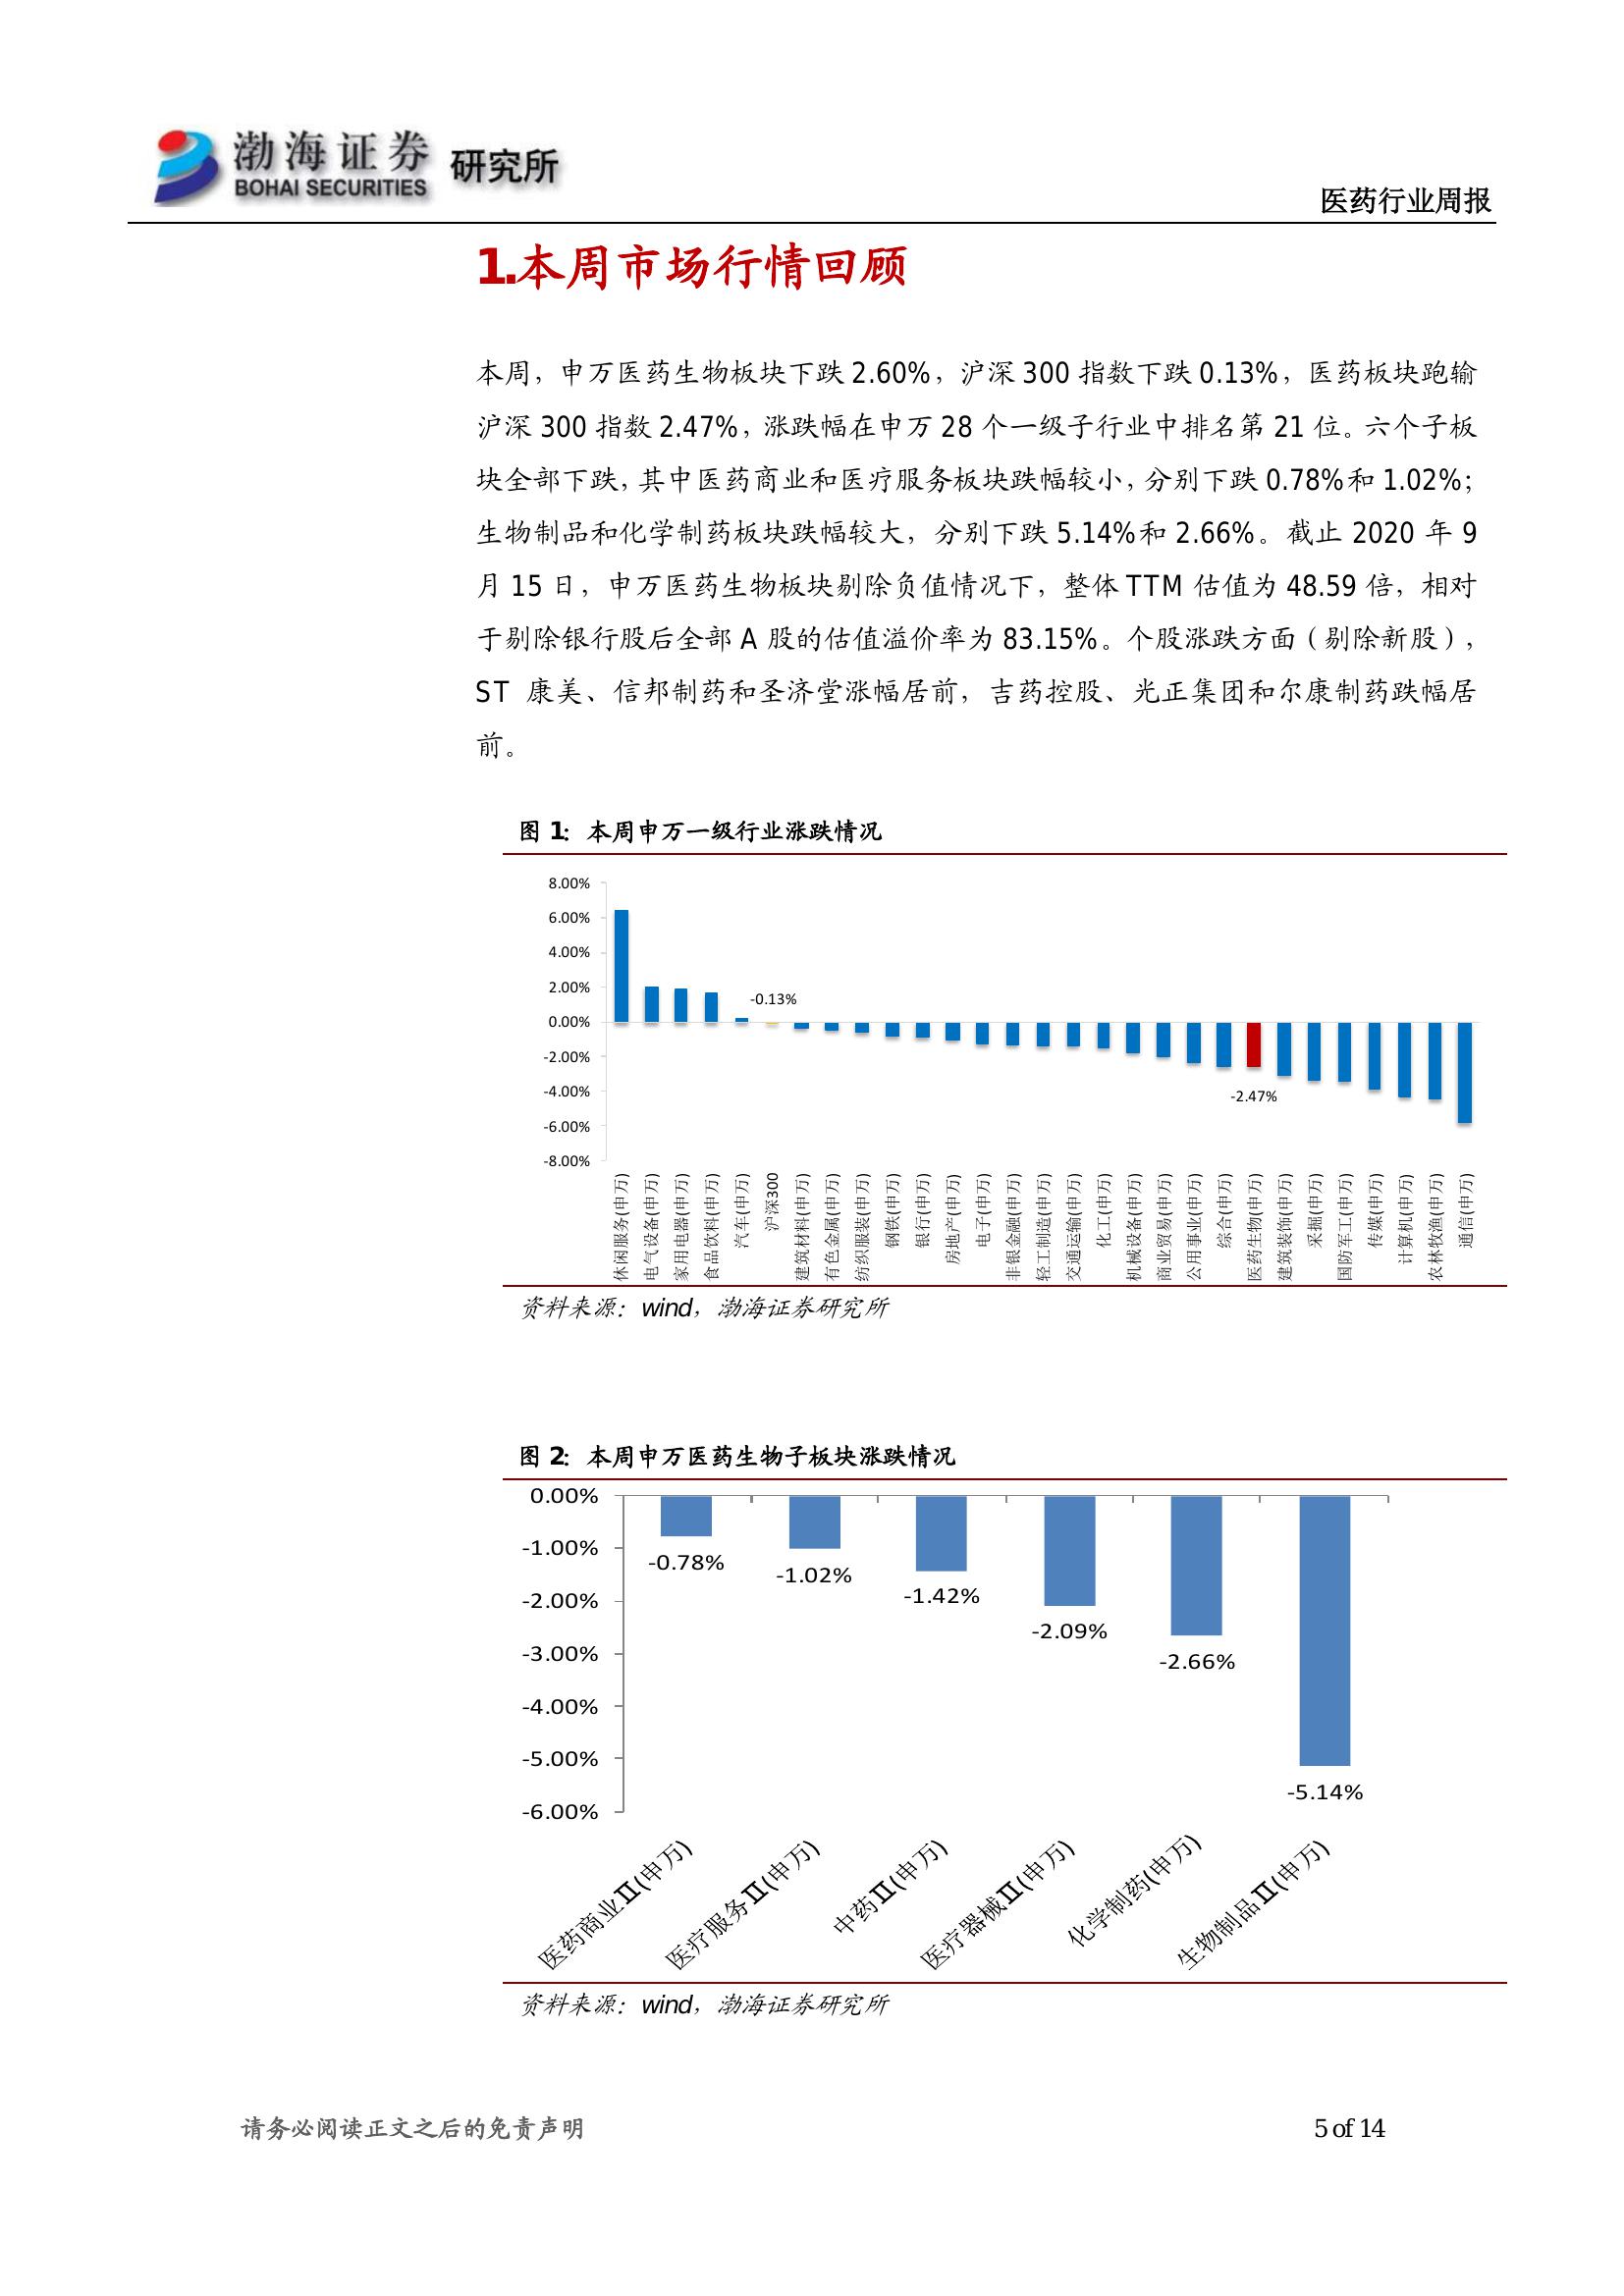 渤海证券 研究所
BOHAI SECURITIES
医药行业周报
1.本周市场行情回顾
本周，申万医药生物板块下跌 2.60%，沪深 300 指数下跌 0.13%，医药板块跑输
沪深 300 指数 2.47%，涨跌幅在申万 28 个一级子行业中排名第 21 位。六个子板
块全部下跌，其中医药商业和医疗服务板块跌幅较小，分别下跌 0.78%和 1.02%；
生物制品和化学制药板块跌幅较大，分别下跌 5.14%和 2.66%。截止 2020 年 9
月 15 日，申万医药生物板块剔除负值情况下，整体 TTM 估值为 48.59 倍，相对
于剔除银行股后全部 A 股的估值溢价率为 83.15%。个股涨跌方面（剔除新股），
ST 康美、信邦制药和圣济堂涨幅居前，吉药控股、光正集团和尔康制药跌幅居
前。
图 1：本周申万一级行业涨跌情况
8.00%
6.00%
4.00%
2.00%
0.00%
-2.00%
-4.00%
-6.00%
-8.00%
-0.13%
-2.47%
休闲服务(申万)
电气设备(申万)
家用电器(申万)
食品饮料(申万)
汽车(申万)
沪深300
建筑材料(申万)
有色金属(申万)
纺织服装(申万)
钢铁(申万)
银行(申万)
房地产(申万)
电子(申万)
非银金融(申万)
轻工制造(申万)
交通运输(申万)
化工(申万)
机械设备(申万)
商业贸易(申万)
公用事业(申万)
综合(申万)
医药生物(申万)
建筑装饰(申万)
采掘(申万)
国防军工(申万)
传媒(申万)
计算机(申万)
农林牧渔(申万)
通信(申万)
资料来源：wind，渤海证券研究所
图 2：本周申万医药生物子板块涨跌情况
0.00%
-1.00%
-2.00%
-3.00%
-4.00%
-5.00%
-6.00%
-0.78%
-1.02%
-1.42%
-2.09%
-2.66%
-5.14%
医药商业II(申万)
医疗服务II(申万)
中药II(申万)
医疗器械II(申万)
化学制药(申万)
生物制品II(申万)
资料来源：wind，渤海证券研究所
请务必阅读正文之后的免责声明
5 of 14